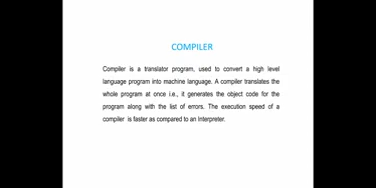 COMPILER
Compiler is a translator program, used to convert a high level
language program into machine language. A compiler translates the
whole program at once i.e., it generates the object code for the
program along with the list of errors. The execution speed of a
compiler is faster as compared to an Interpreter.